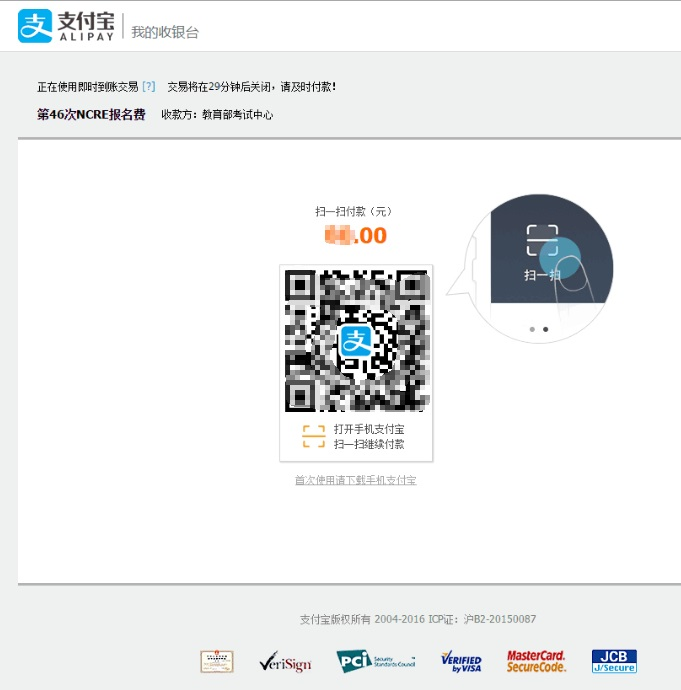 支付宝
ALIPAY
我的收银台
正在使用即时到账交易 [?] 交易将在29分钟后关闭，请及时付款！
第46次NCRE报名费 收款方：教育部考试中心
扫一扫付款（元）
.00
扫一扫
支
打开手机支付宝
扫一扫继续付款
首次使用请下载手机支付宝
支付宝版权所有 2004-2016 ICP证：沪B2-20150087
VeriSign
PCI Security Standards Council
VERIFIED by VISA
MasterCard. SecureCode.
JCB J/Secure